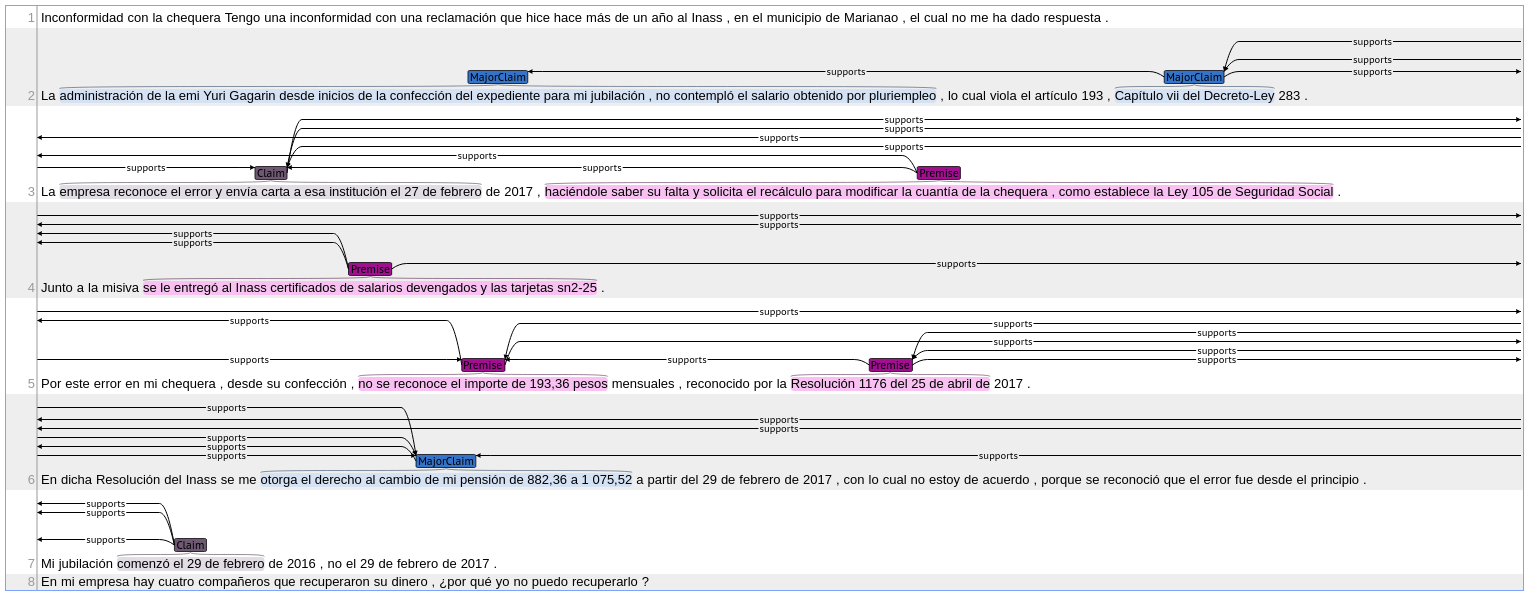 1 Inconformidad con la chequera Tengo una inconformidad con una reclamación que hice hace más de un año al Inass , en el municipio de Marianao , el cual no me ha dado respuesta .
supports
supports
MajorClaim supports MajorClaim supports
2 La administración de la emi Yuri Gagarin desde inicios de la confección del expediente para mi jubilación , no contempló el salario obtenido por pluriempleo , lo cual viola el artículo 193 , Capítulo vii del Decreto-Ley 283 .
supports
supports
supports
supports
supports
supports Claim supports Premise
3 La empresa reconoce el error y envía carta a esa institución el 27 de febrero de 2017 , haciéndole saber su falta y solicita el recálculo para modificar la cuantía de la chequera , como establece la Ley 105 de Seguridad Social .
supports
supports
supports
supports
Premise supports
4 Junto a la misiva se le entregó al Inass certificados de salarios devengados y las tarjetas sn2-25 .
supports
supports supports
supports
supports
supports
supports Premise supports Premise supports
5 Por este error en mi chequera , desde su confección , no se reconoce el importe de 193,36 pesos mensuales , reconocido por la Resolución 1176 del 25 de abril de 2017 .
supports
supports
supports
supports
supports
supports MajorClaim supports
6 En dicha Resolución del Inass se me otorga el derecho al cambio de mi pensión de 882,36 a 1 075,52 a partir del 29 de febrero de 2017 , con lo cual no estoy de acuerdo , porque se reconoció que el error fue desde el principio .
supports
supports
supports Claim
7 Mi jubilación comenzó el 29 de febrero de 2016 , no el 29 de febrero de 2017 .
8 En mi empresa hay cuatro compañeros que recuperaron su dinero , ¿por qué yo no puedo recuperarlo ?